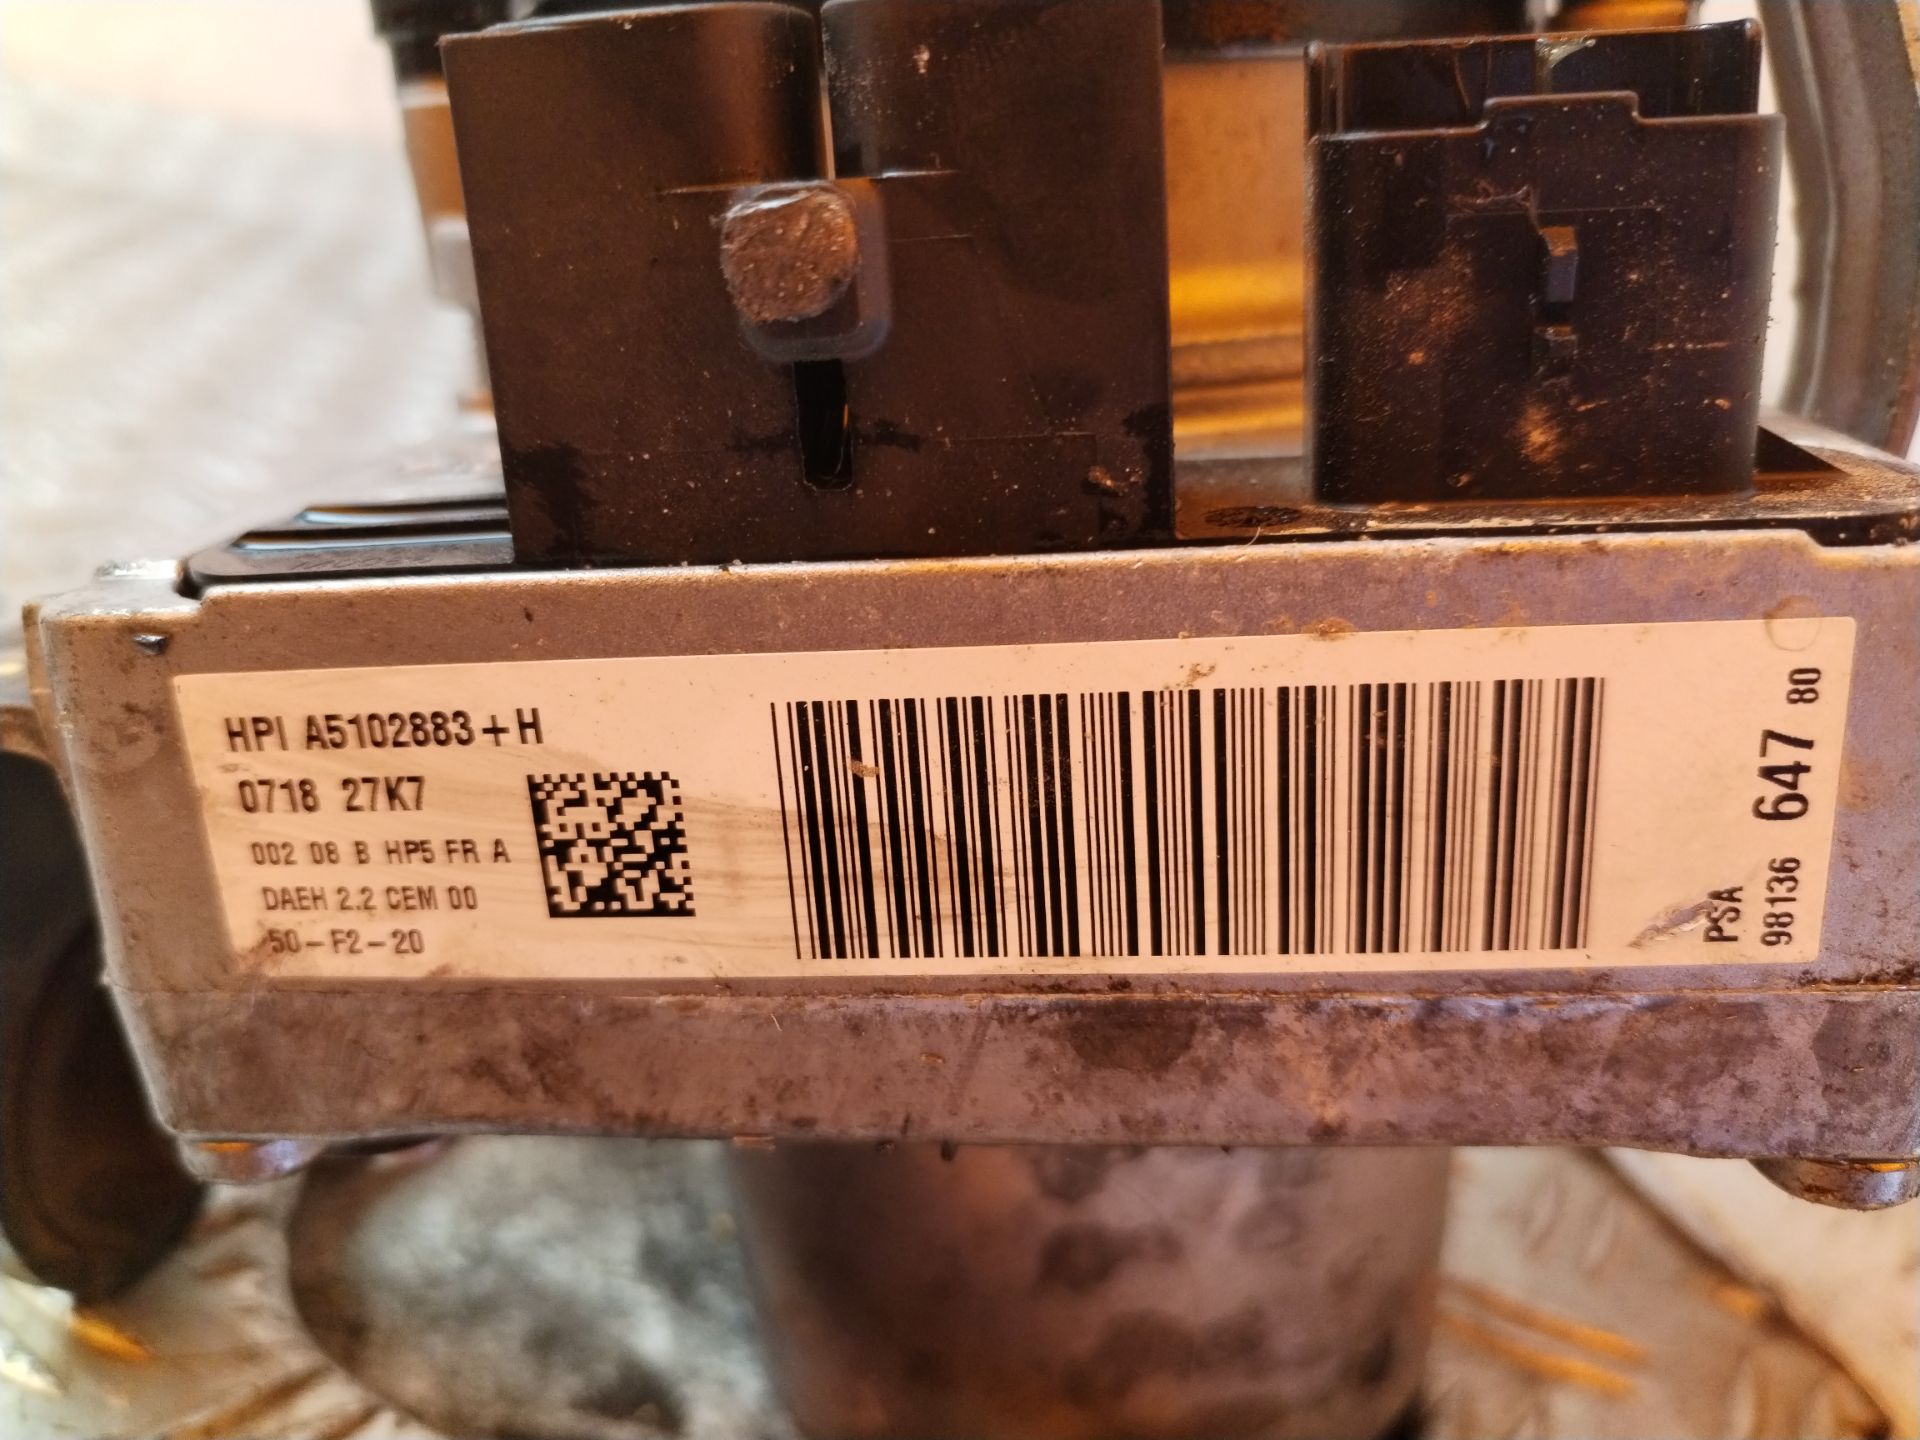 HPI A5102883+H
0718 27K7
002 08 B HP5 FR A
DAEH 2.2 CEM 00
50-F2-20
PSA
98136 647 80